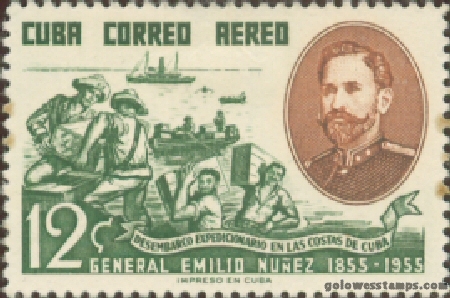 CUBA CORREO AEREO
12¢
DESEMBARCO EXPEDICIONARIO EN LAS COSTAS DE CUBA
GENERAL EMILIO NUÑEZ 1855-1955
IMPRESO EN CUBA
golowesstamps.com